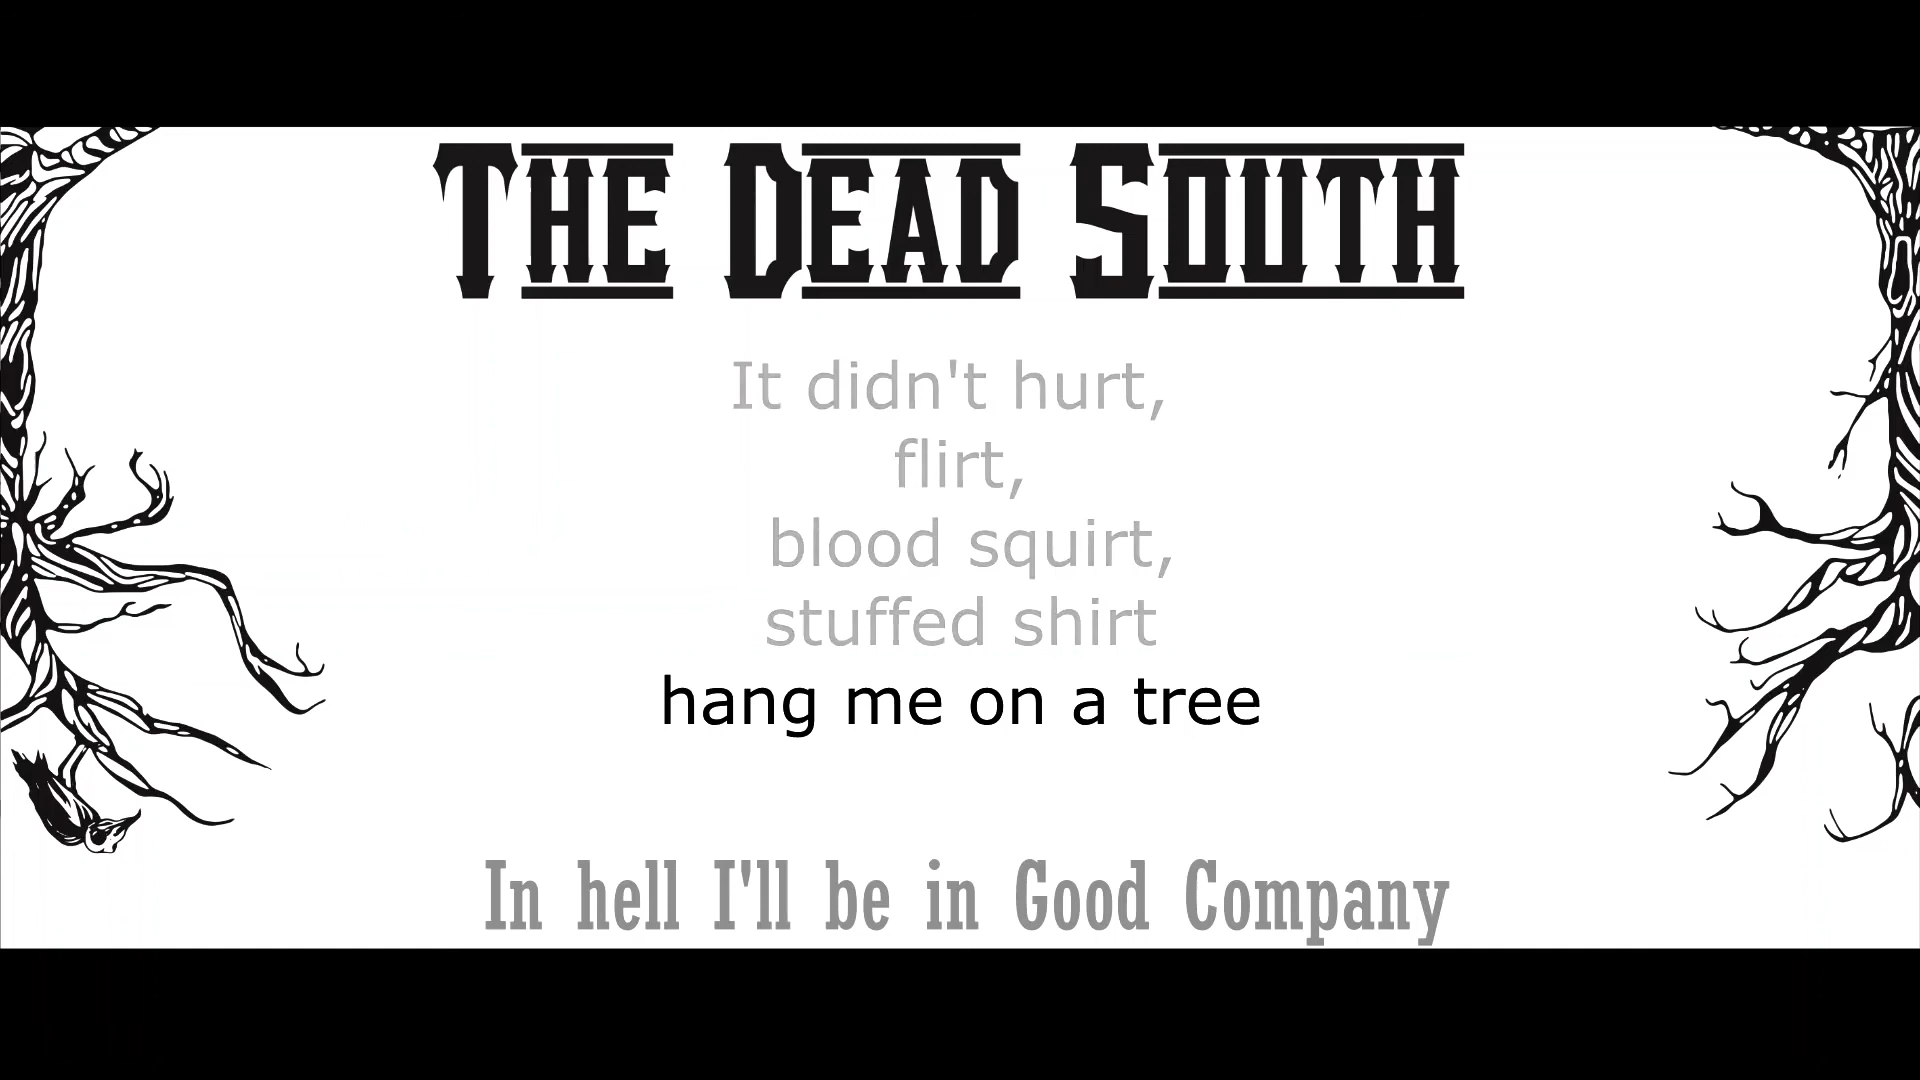 THE DEAD SOUTH
It didn't hurt,
flirt,
blood squirt,
stuffed shirt
hang me on a tree
In hell I'll be in Good Company